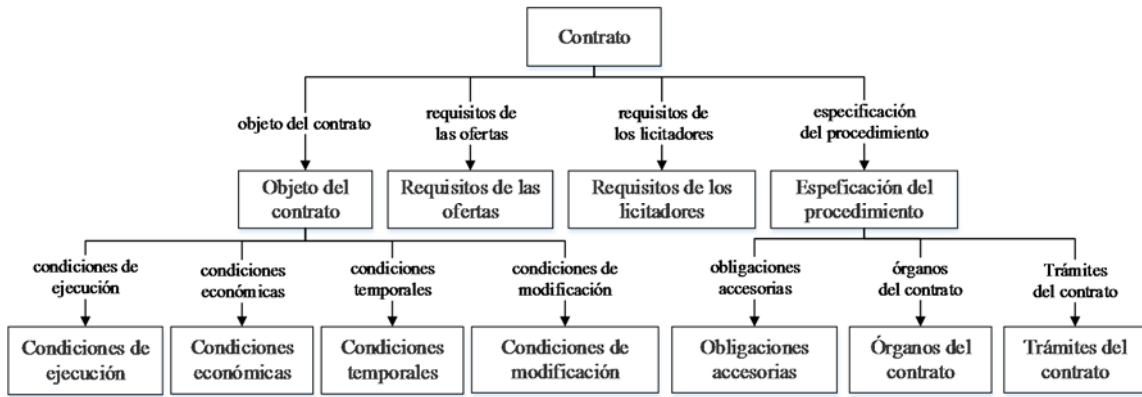 Contrato
objeto del contrato
requisitos de
las ofertas
requisitos de
los licitadores
especificación
del procedimiento
Objeto del
contrato
Requisitos de las
ofertas
Requisitos de los
licitadores
Espeficación del
procedimiento
condiciones de
ejecución
condiciones
económicas
condiciones
temporales
condiciones de
modificación
obligaciones
accesorias
órganos
del contrato
Trámites
del contrato
Condiciones de
ejecución
Condiciones
económicas
Condiciones
temporales
Condiciones de
modificación
Obligaciones
accesorias
Órganos del
contrato
Trámites del
contrato